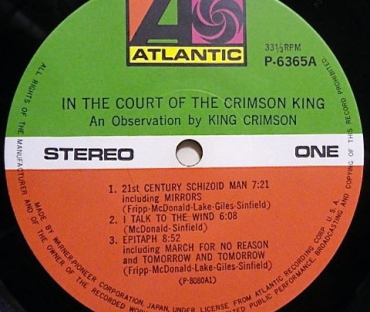 ATLANTIC
33⅓RPM
P-6365A
IN THE COURT OF THE CRIMSON KING
An Observation by KING CRIMSON
STEREO
ONE
1. 21st CENTURY SCHIZOID MAN 7:21
including MIRRORS
(Fripp-McDonald-Lake-Giles-Sinfield)
2. I TALK TO THE WIND 6:08
(McDonald-Sinfield)
3. EPITAPH 8:52
including MARCH FOR NO REASON
and TOMORROW AND TOMORROW
(Fripp-McDonald-Lake-Giles-Sinfield)
(P-8080A1)
MADE BY WARNER-PIONEER CORPORATION, JAPAN, UNDER LICENSE FROM ATLANTIC RECORDING CORP., U.S.A.
ALL RIGHTS OF THE MANUFACTURER AND OF THE OWNER OF THE RECORDED WORK PUBLIC PERFORMANCE, BROADCASTING AND COPYING OF THIS RECORD PROHIBITED